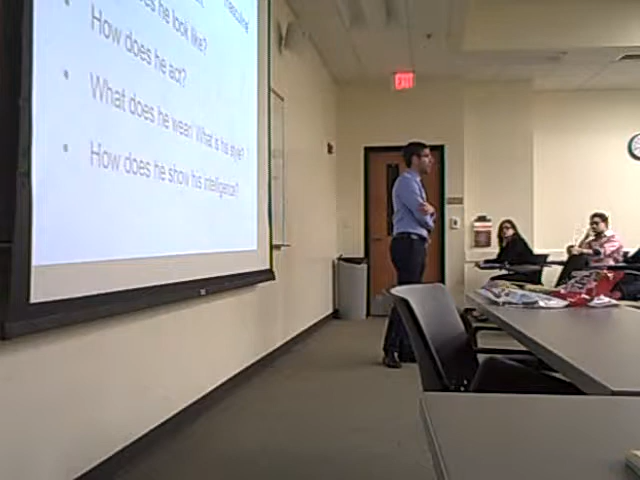 does he look like?
How does he act?
What does he wear? What is his style?
How does he show his intelligence?
EXIT